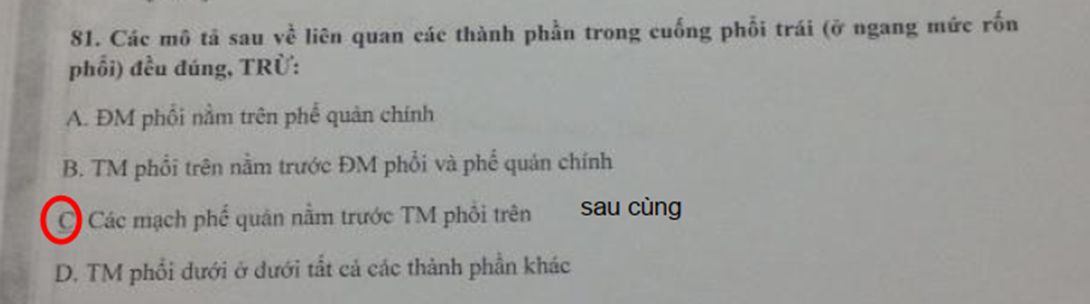 81. Các mô tả sau về liên quan các thành phần trong cuống phổi trái (ở ngang mức rốn
phổi) đều đúng, TRỪ:
A. ĐM phổi nằm trên phế quản chính
B. TM phổi trên nằm trước ĐM phổi và phế quản chính
C. Các mạch phế quản nằm trước TM phổi trên sau cùng
D. TM phổi dưới ở dưới tất cả các thành phần khác